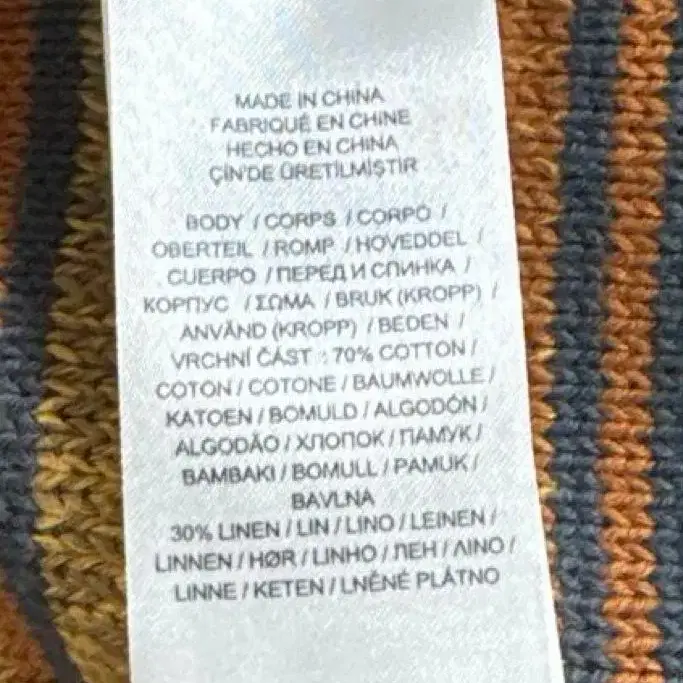 MADE IN CHINA
FABRIQUÉ EN CHINE
HECHO EN CHINA
ÇİN'DE ÜRETİLMİŞTİR
BODY / CORPS / CORPO /
OBERTEIL / ROMP / HOVEDDEL /
CUERPO / ПЕРЕД И СПИНКА /
КОРПУС / ΣΩΜΑ / BRUK (KROPP) /
ANVÄND (KROPP) / BEDEN /
VRCHNÍ ČÁST : 70% COTTON /
COTON / COTONE / BAUMWOLLE /
KATOEN / BOMULD / ALGODÓN /
ALGODÃO / ХЛОПОК / ПАМУК /
BAMBAKI / BOMULL / PAMUK /
BAVLNA
30% LINEN / LIN / LINO / LEINEN /
LINNEN / HØR / LINHO / ЛЕН / ΛΙΝΟ /
LINNE / KETEN / LNĚNÉ PLÁTNO